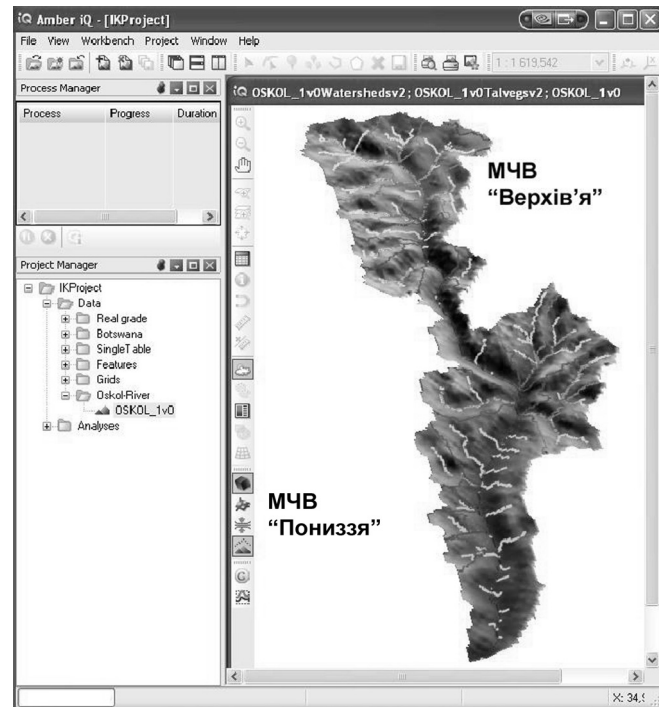 iQ Amber iQ - [IKProject]
File View Workbench Project Window Help
1 : 1 619,542
Process Manager
Process Progress Duration
Project Manager
IKProject
Data
Real grade
Botswana
SingleTable
Features
Grids
Oskol-River
OSKOL_1v0
Analyses
iQ OSKOL_1v0Watershedsv2 ; OSKOL_1v0Talvegsv2 ; OSKOL_1v0
МЧВ
“Верхів’я”
МЧВ
“Пониззя”
X: 34,